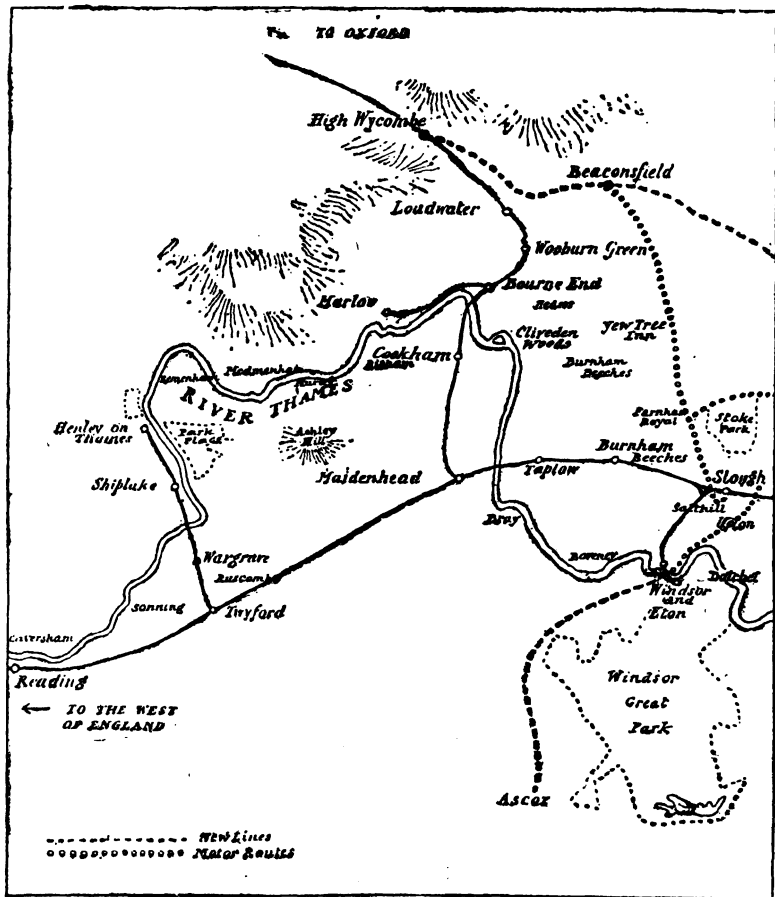 TO OXFORD
High Wycombe
Beaconsfield
Loudwater
Wooburn Green
Bourne End
Marlow
Cliveden
Woods
Yew Tree
Inn
Cookham
Burnham
Beeches
Medmenham
RIVER THAMES
Farnham
Royal
Stoke
Park
Henley on
Thames
Park
Place
Ashley
Hill
Burnham
Beeches
Maidenhead
Taplow
Slough
Shiplake
Salthill
Upton
Bray
Wargrave
Boveney
Datchet
Ruscomb
Windsor
and
Eton
Sonning
Twyford
Caversham
Reading
Windsor
Great
Park
TO THE WEST
OF ENGLAND
Ascot
New Lines
Motor Routes